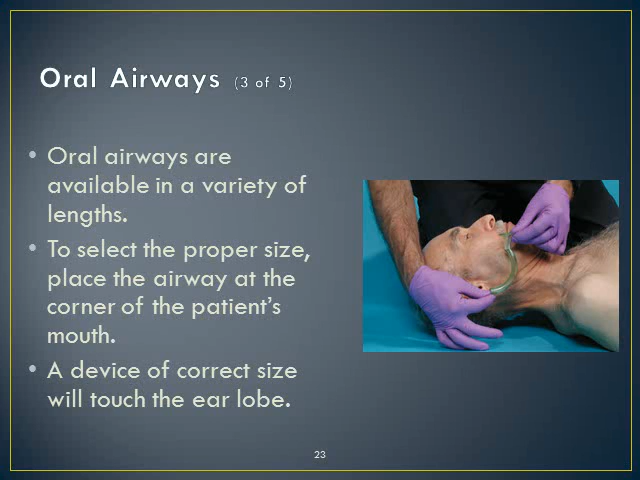 Oral Airways (3 of 5)
• Oral airways are
available in a variety of
lengths.
• To select the proper size,
place the airway at the
corner of the patient's
mouth.
• A device of correct size
will touch the ear lobe.
23